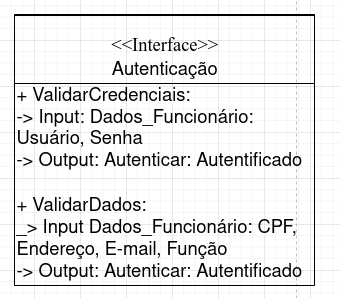 <<Interface>>
Autenticação
+ ValidarCredenciais:
-> Input: Dados_Funcionário:
Usuário, Senha
-> Output: Autenticar: Autentificado
+ ValidarDados:
_> Input Dados_Funcionário: CPF,
Endereço, E-mail, Função
-> Output: Autenticar: Autentificado